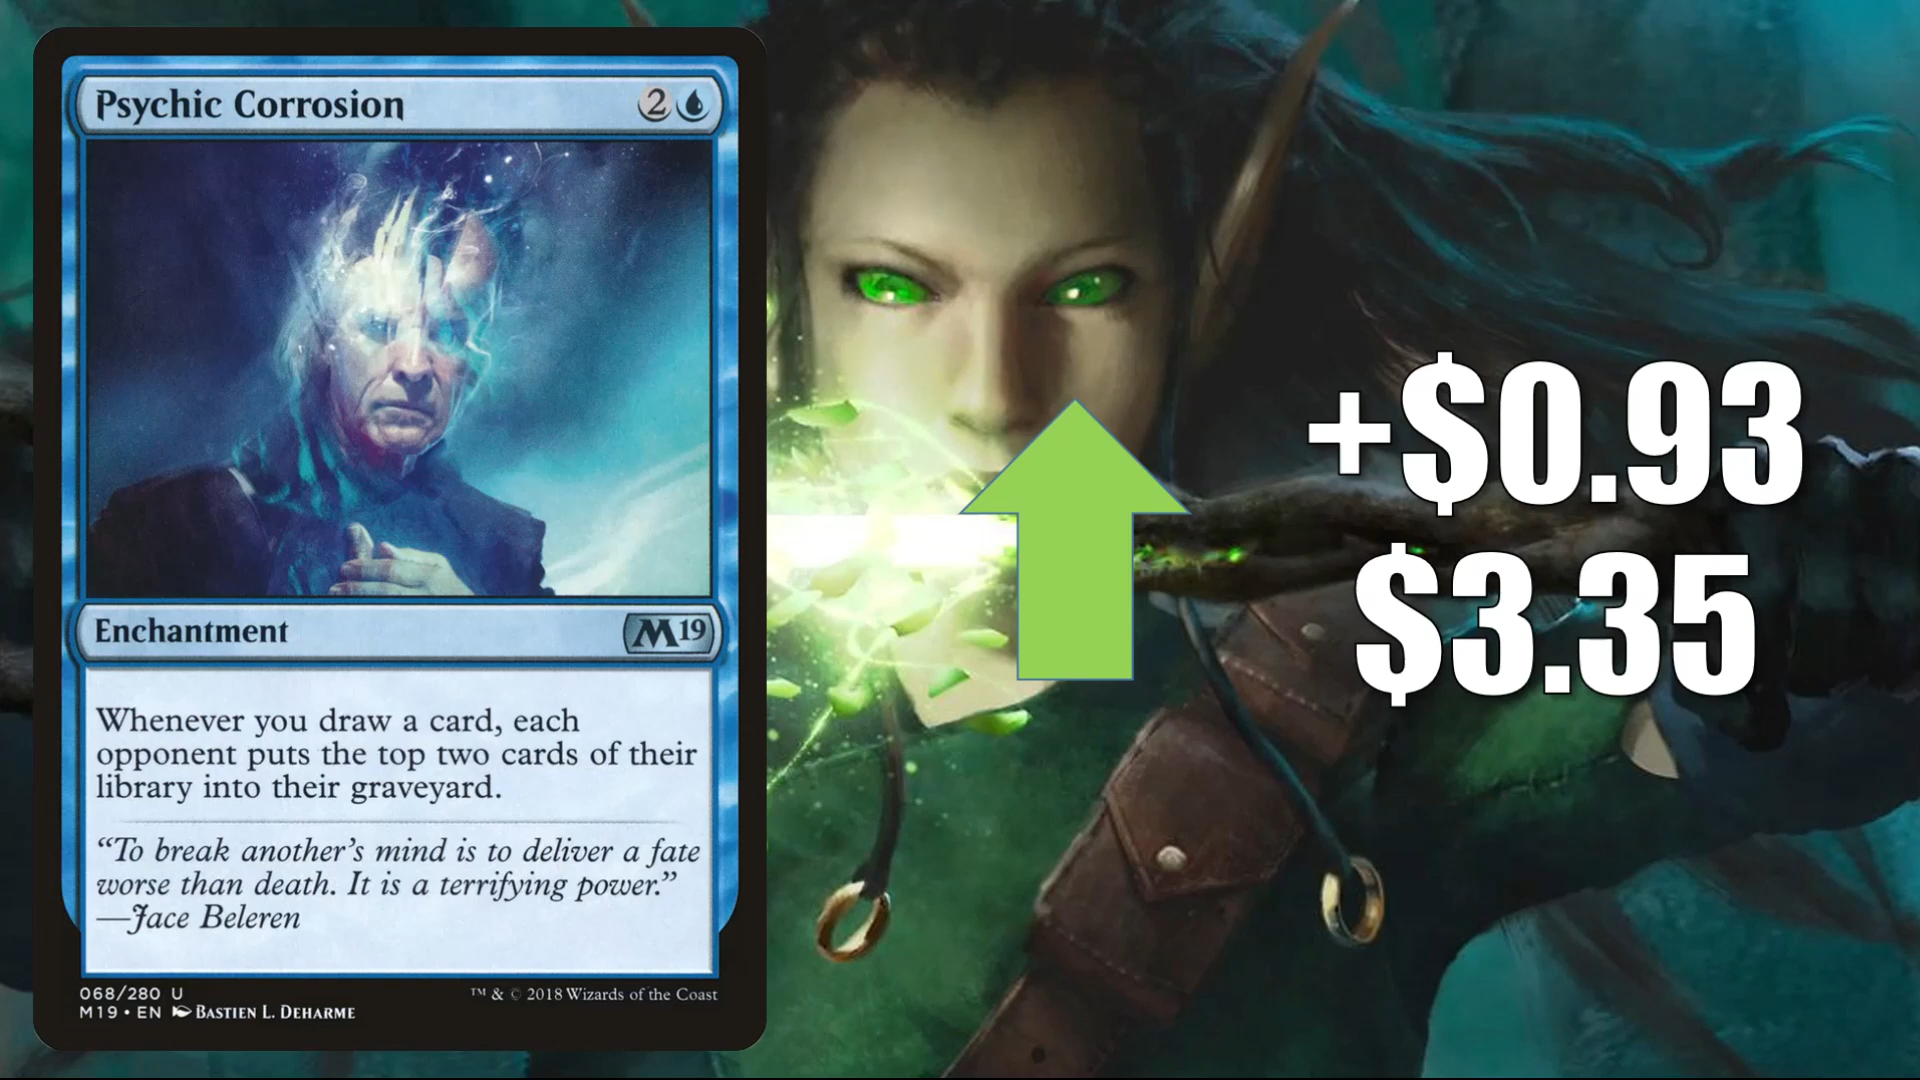 Psychic Corrosion 2
Enchantment M19
Whenever you draw a card, each
opponent puts the top two cards of their
library into their graveyard.
“To break another’s mind is to deliver a fate
worse than death. It is a terrifying power.”
—Jace Beleren
068/280 U
M19 • EN Bastien L. Deharme
™ & © 2018 Wizards of the Coast
+$0.93
$3.35